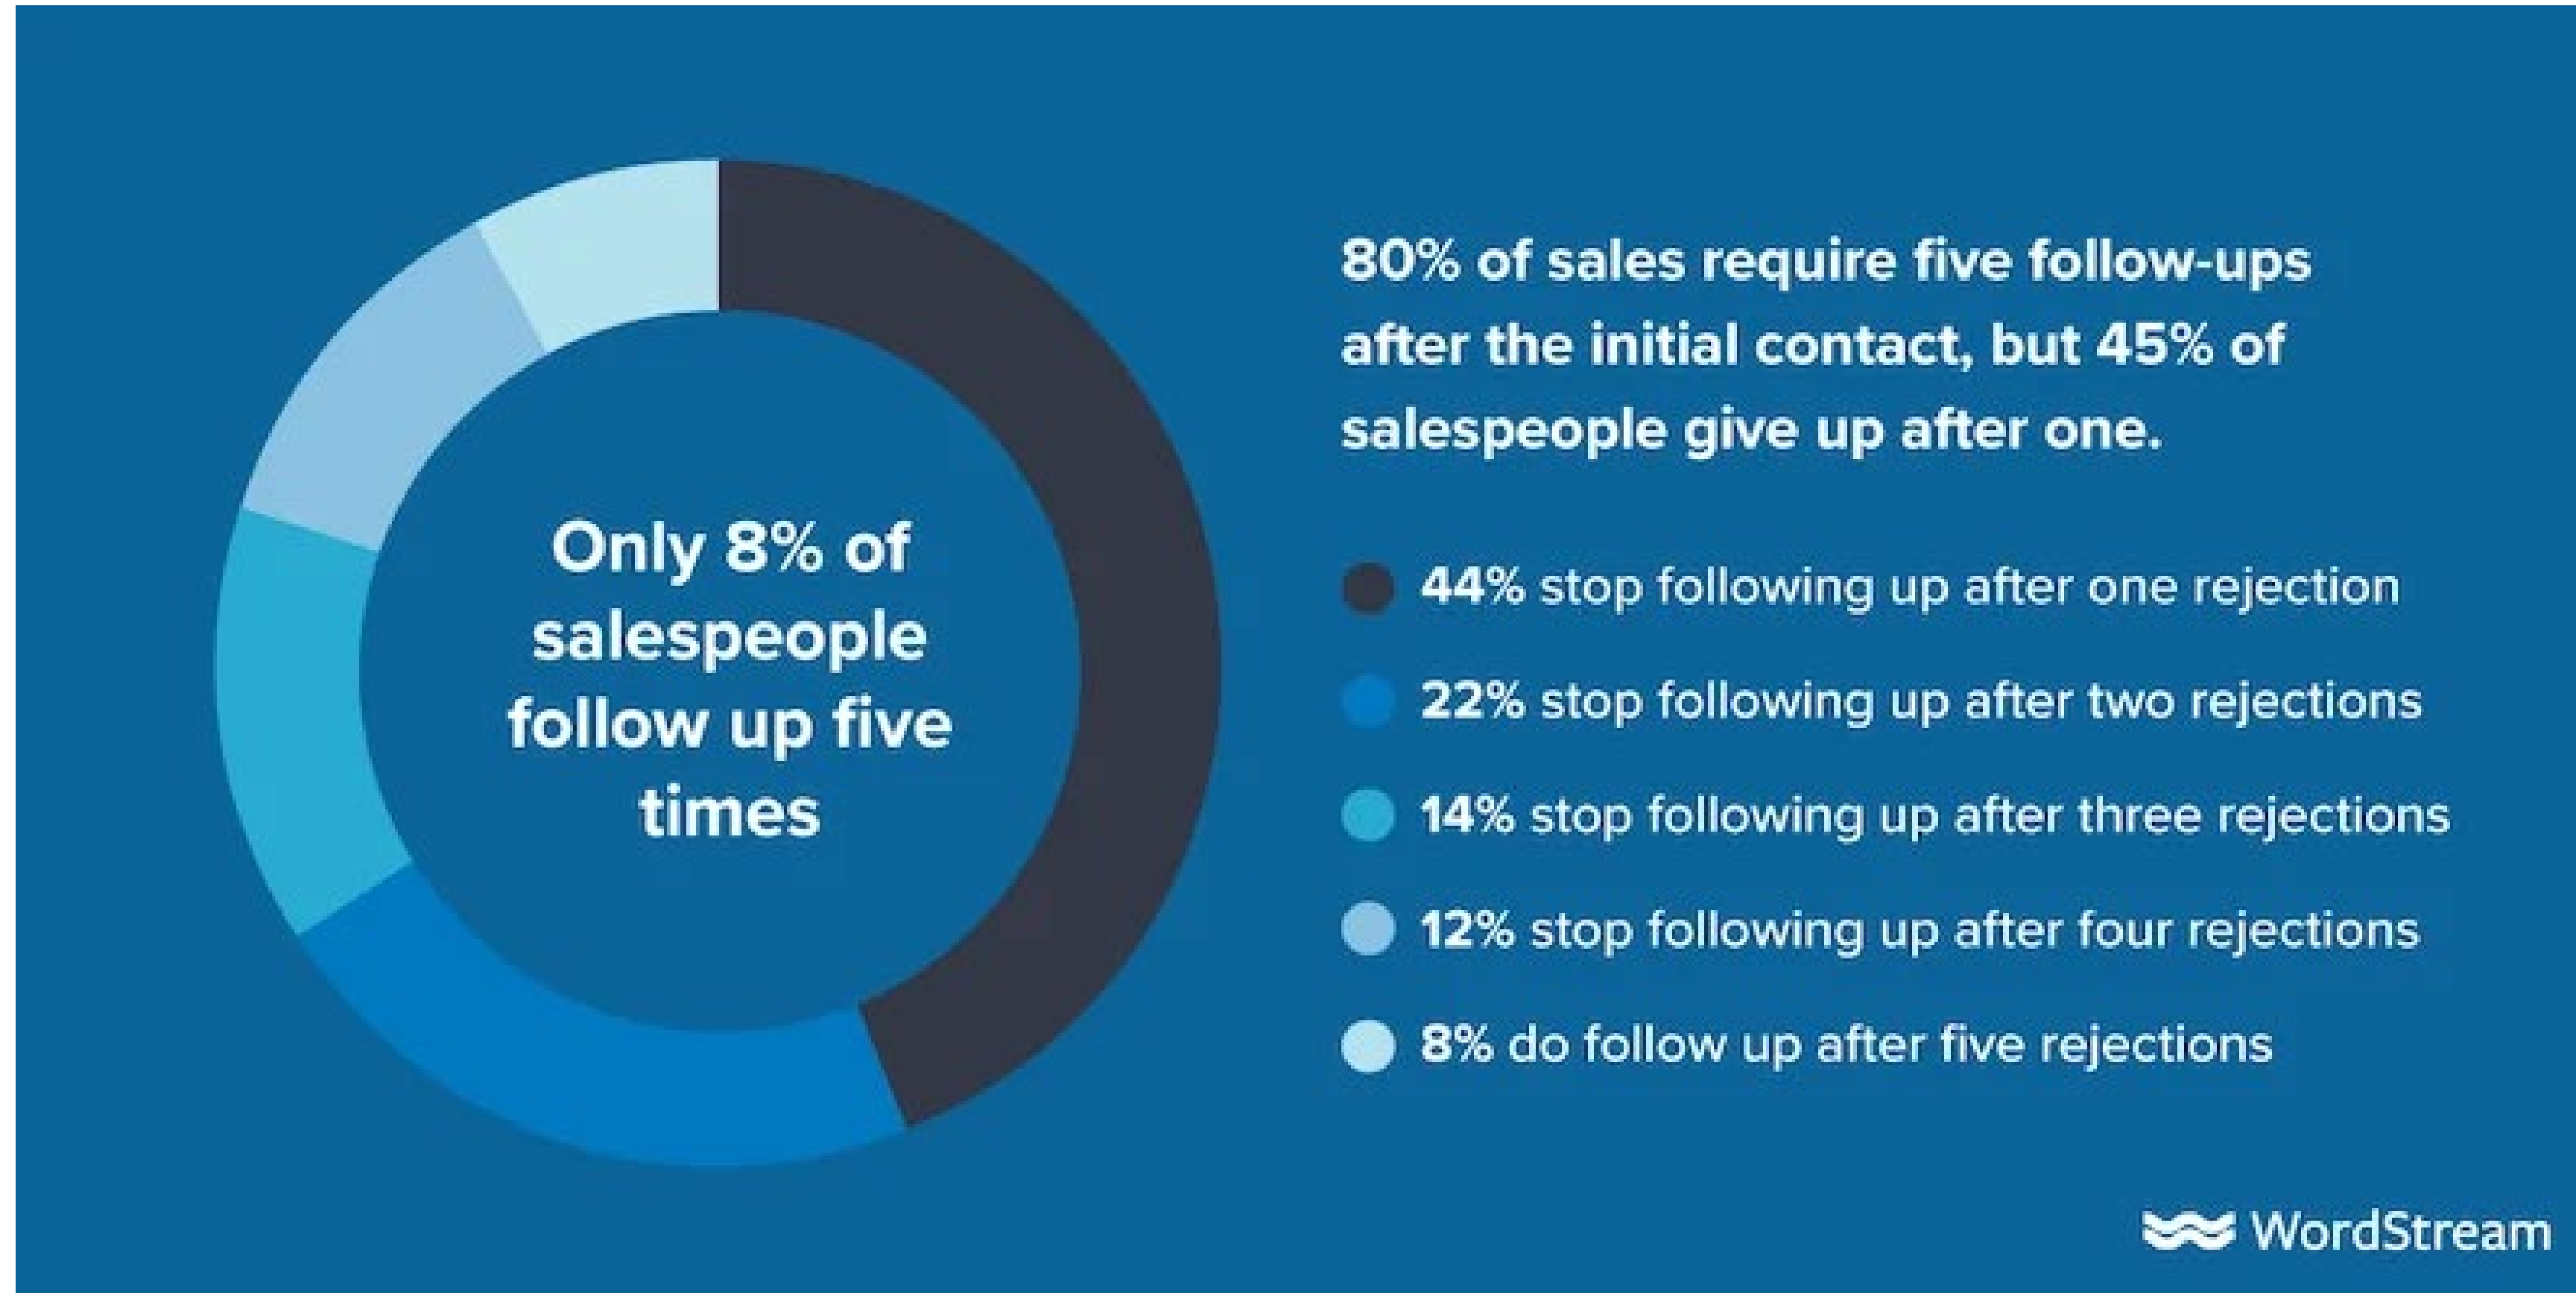 Only 8% of
salespeople
follow up five
times
80% of sales require five follow-ups
after the initial contact, but 45% of
salespeople give up after one.
44% stop following up after one rejection
22% stop following up after two rejections
14% stop following up after three rejections
12% stop following up after four rejections
8% do follow up after five rejections
WordStream